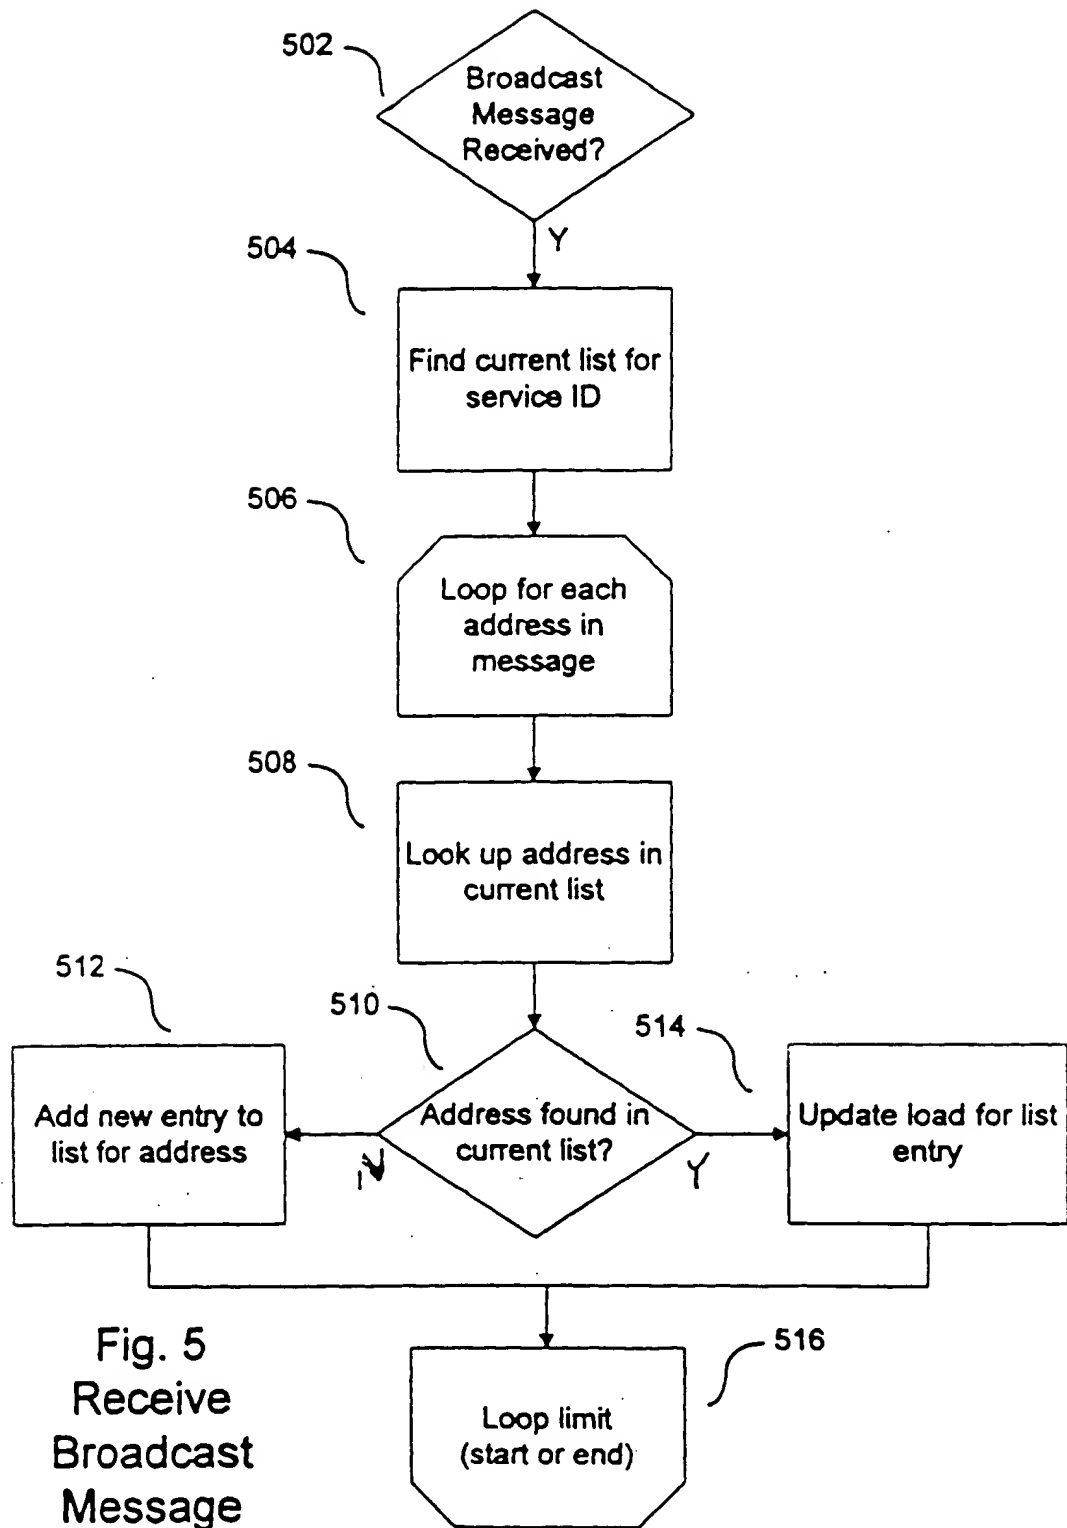 502
Broadcast
Message
Received?
Y
504
Find current list for
service ID
506
Loop for each
address in
message
508
Look up address in
current list
512
510
514
Add new entry to
list for address
Address found in
current list?
Update load for list
entry
N
Y
516
Loop limit
(start or end)
Fig. 5
Receive
Broadcast
Message